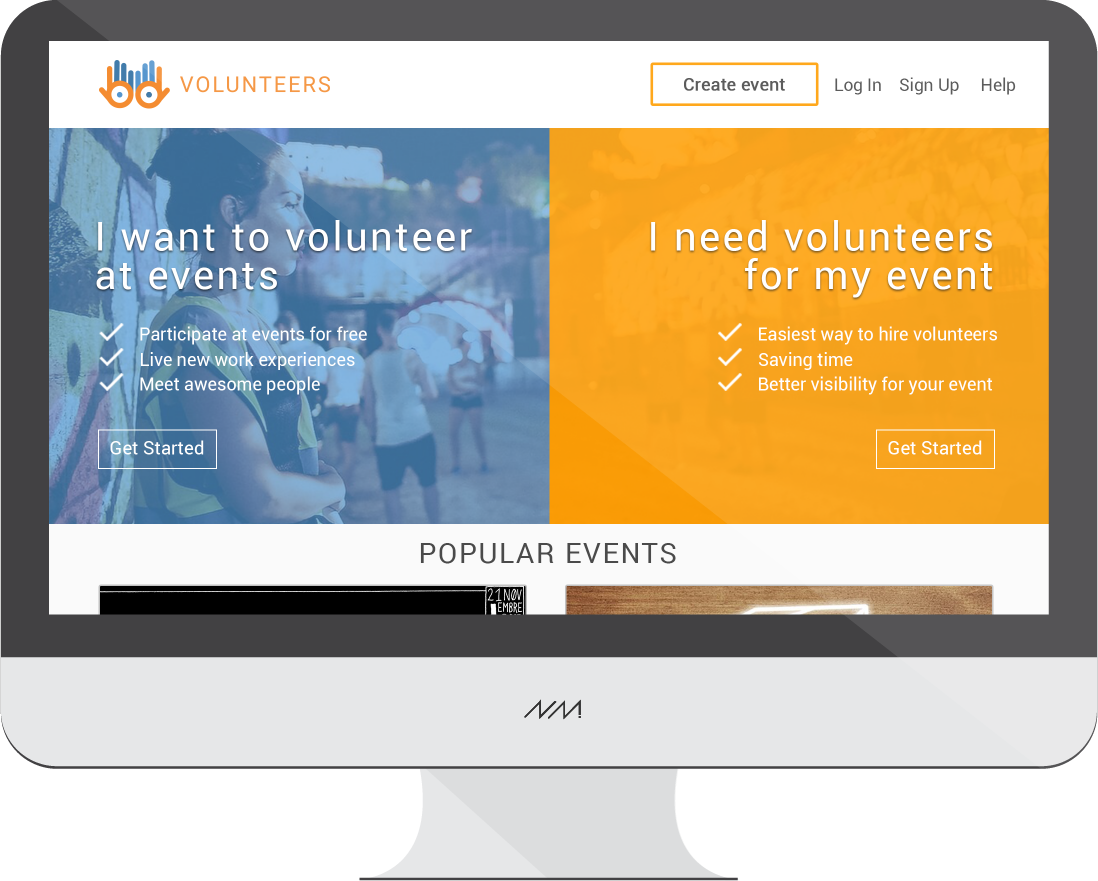 VOLUNTEERS
Create event
Log In
Sign Up
Help
I want to volunteer
at events
Participate at events for free
Live new work experiences
Meet awesome people
Get Started
I need volunteers
for my event
Easiest way to hire volunteers
Saving time
Better visibility for your event
Get Started
POPULAR EVENTS
21 NOV
EMBRE
NM!